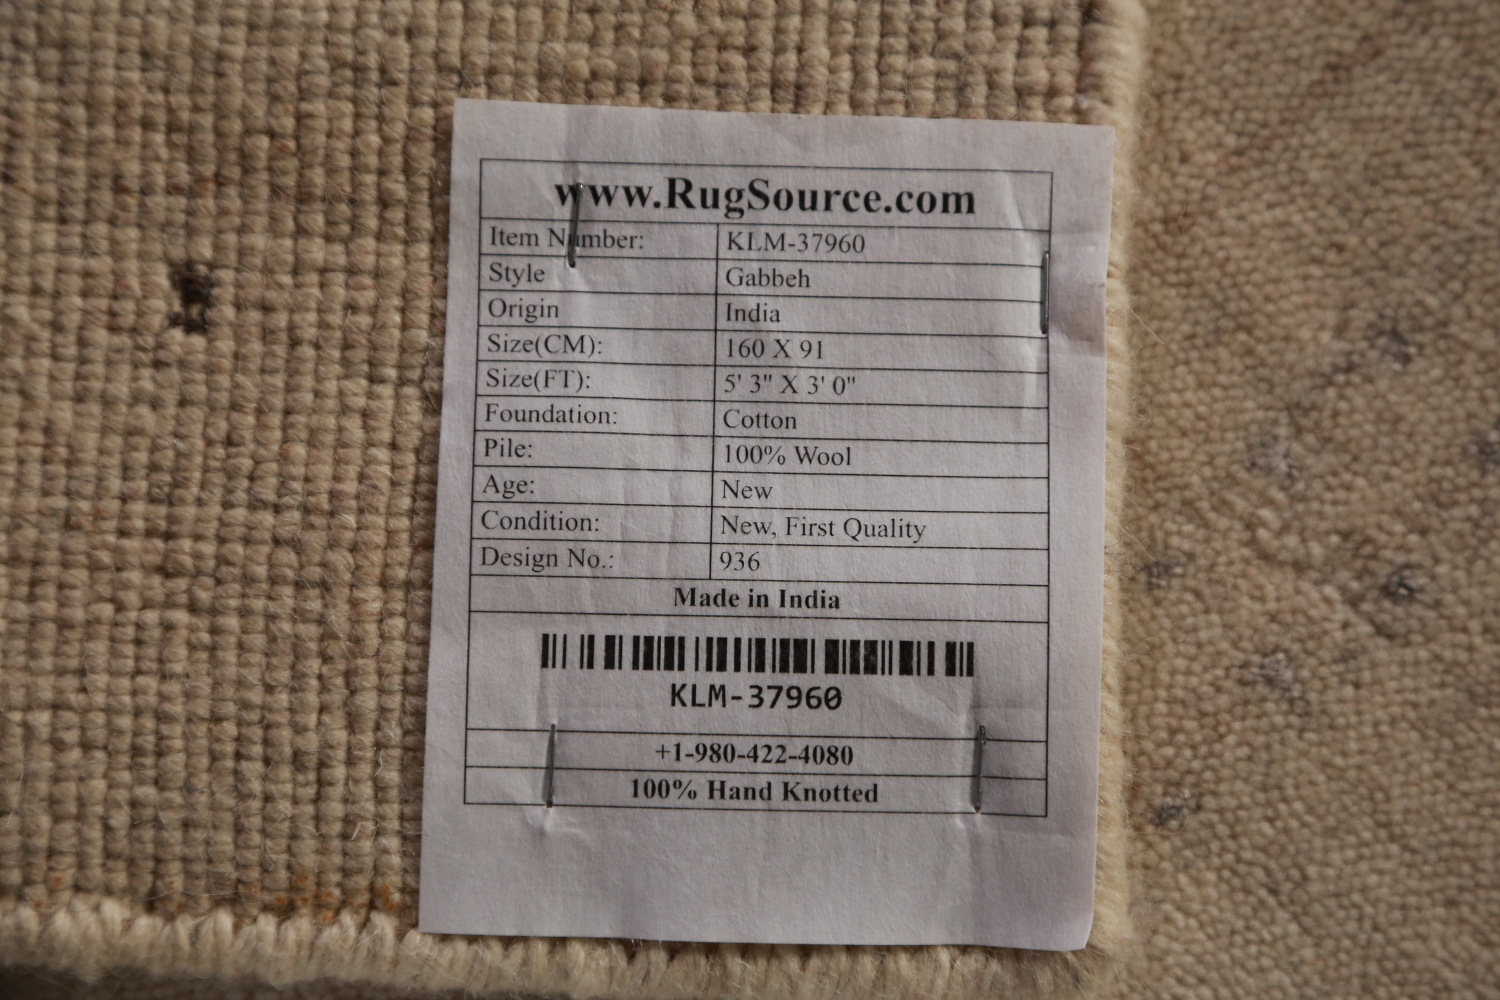 www.RugSource.com
Item Number: KLM-37960
Style Gabbeh
Origin India
Size(CM): 160 X 91
Size(FT): 5' 3" X 3' 0"
Foundation: Cotton
Pile: 100% Wool
Age: New
Condition: New, First Quality
Design No.: 936
Made in India
KLM-37960
+1-980-422-4080
100% Hand Knotted